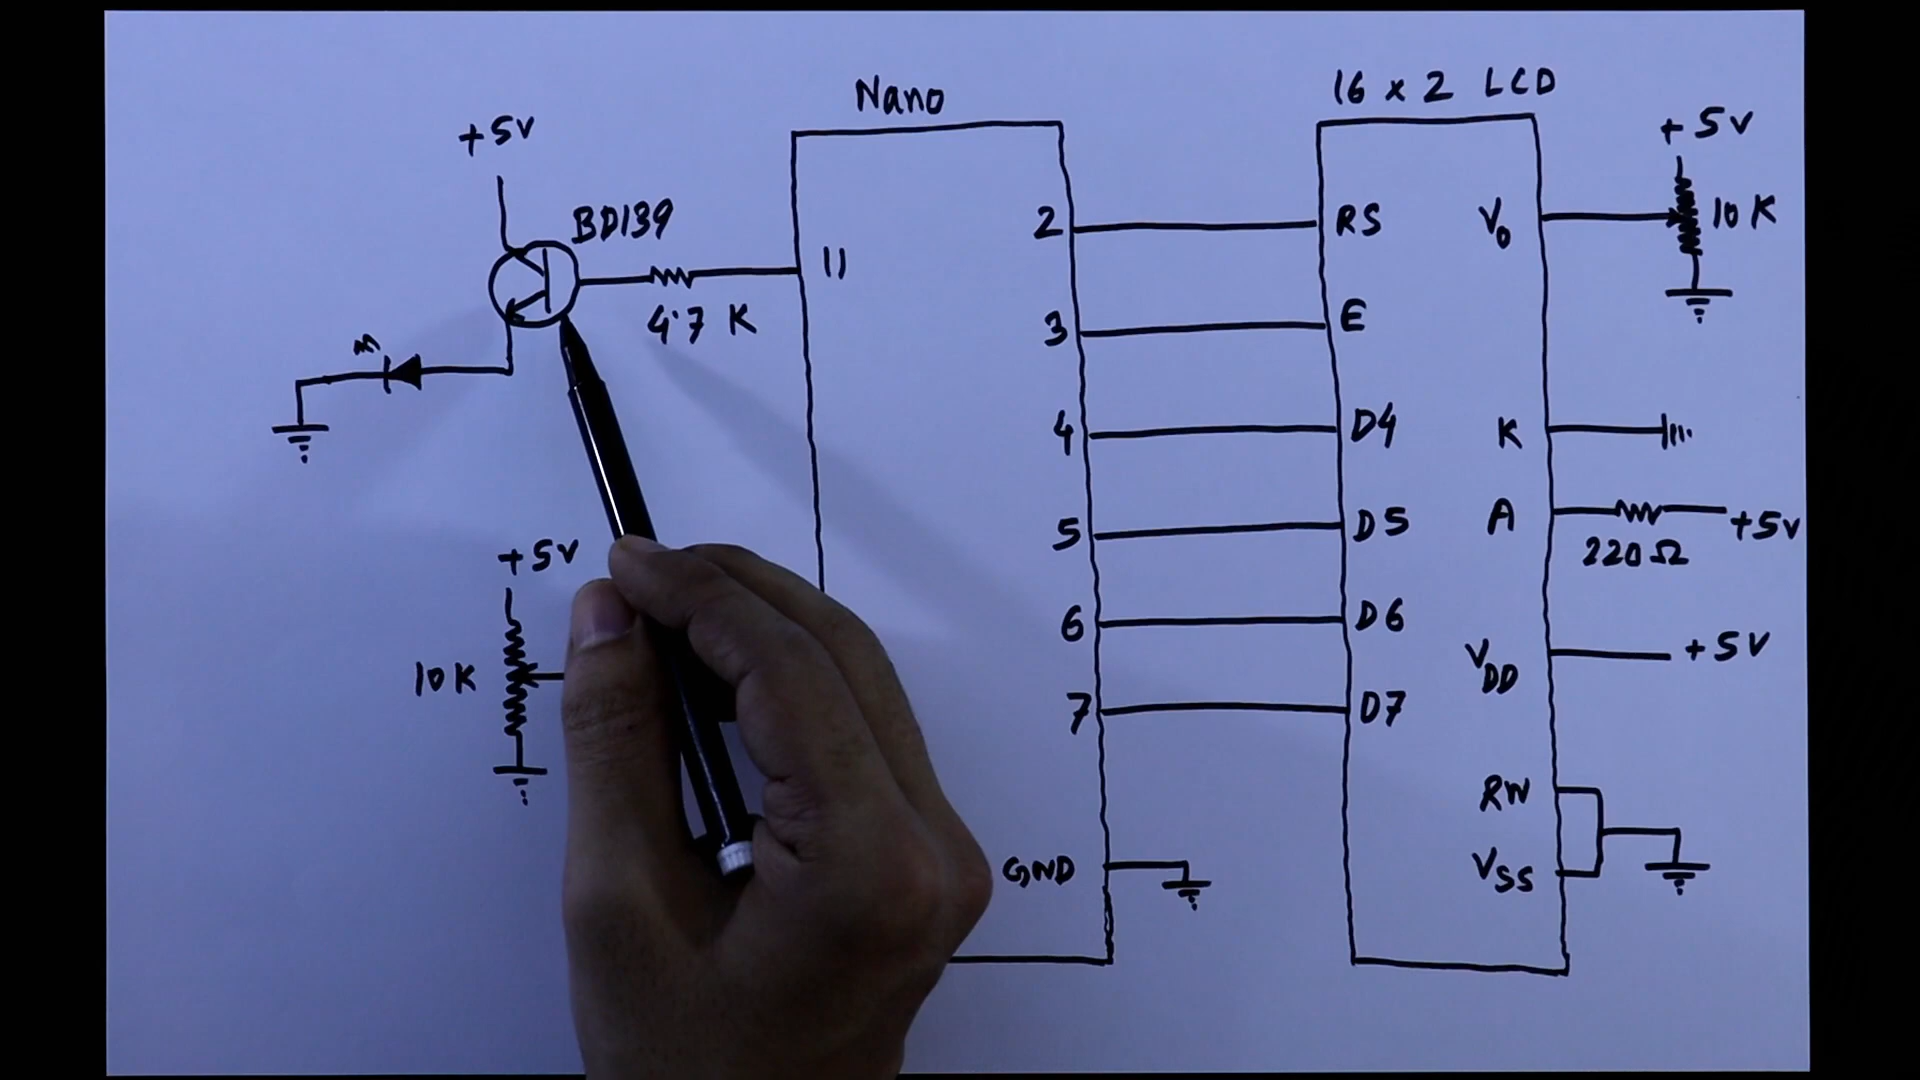 Nano
16 x 2 LCD
+5V
BD139
4.7 K
11
+5V
10K
2
3
4
5
6
7
GND
RS
E
D4
D5
D6
D7
V0
+5V
10K
K
A
220Ω
+5V
VDD
+5V
RW
VSS